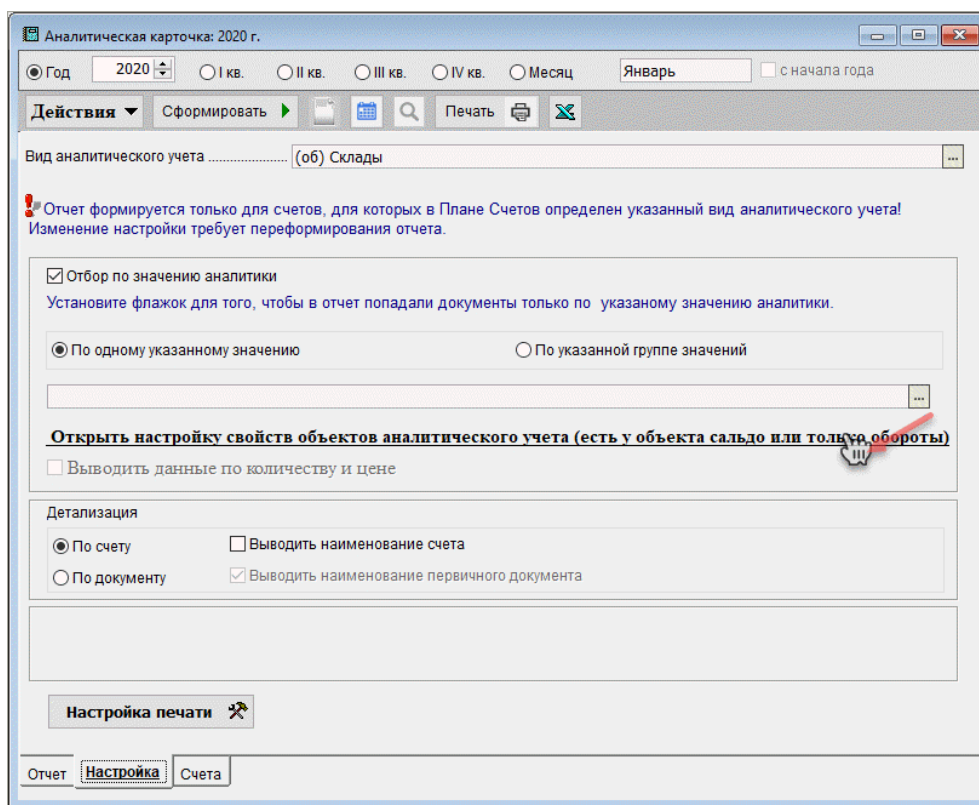 Аналитическая карточка: 2020 г.
Год 2020 I кв. II кв. III кв. IV кв. Месяц Январь с начала года
Действия Сформировать Печать
Вид аналитического учета ...................... (об) Склады ...
Отчет формируется только для счетов, для которых в Плане Счетов определен указанный вид аналитического учета!
Изменение настройки требует переформирования отчета.
Отбор по значению аналитики
Установите флажок для того, чтобы в отчет попадали документы только по указаному значению аналитики.
По одному указанному значению По указанной группе значений
...
Открыть настройку свойств объектов аналитического учета (есть у объекта сальдо или только обороты)
Выводить данные по количеству и цене
Детализация
По счету Выводить наименование счета
По документу Выводить наименование первичного документа
Настройка печати
Отчет Настройка Счета